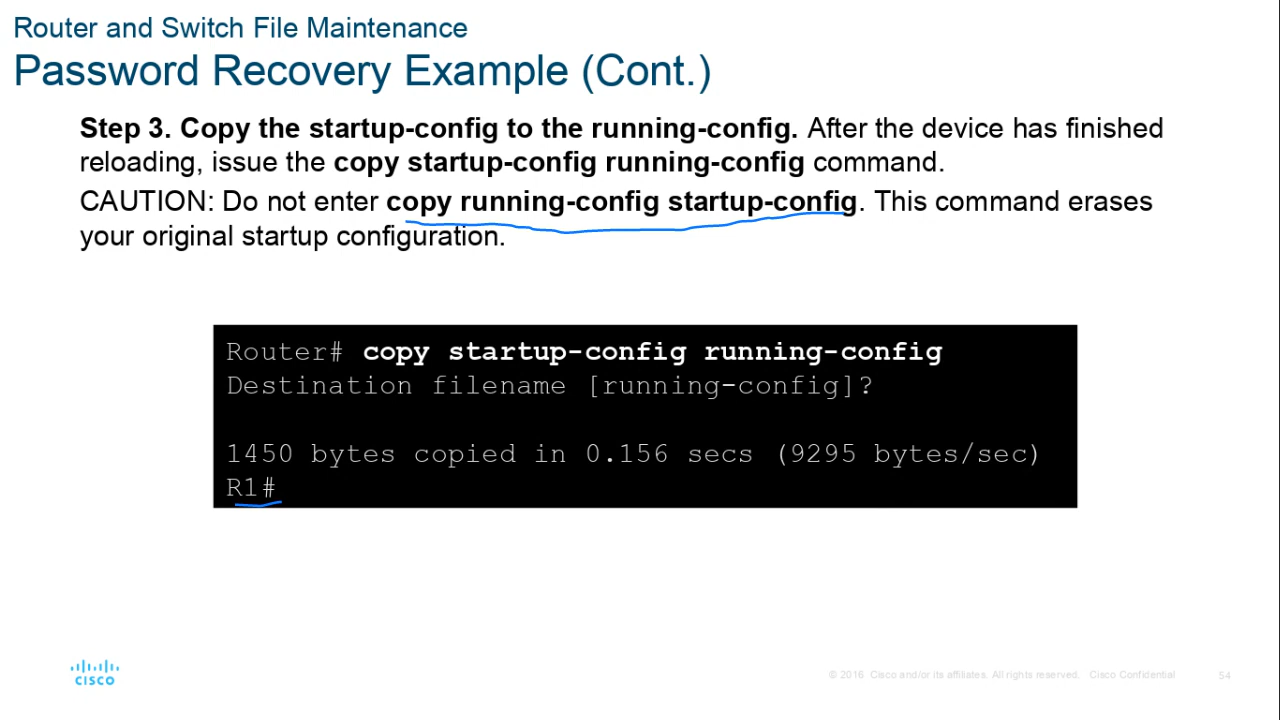 Router and Switch File Maintenance
Password Recovery Example (Cont.)
Step 3. Copy the startup-config to the running-config. After the device has finished
reloading, issue the copy startup-config running-config command.
CAUTION: Do not enter copy running-config startup-config. This command erases
your original startup configuration.
Router# copy startup-config running-config
Destination filename [running-config]?
1450 bytes copied in 0.156 secs (9295 bytes/sec)
R1#
CISCO
© 2016 Cisco and/or its affiliates. All rights reserved. Cisco Confidential
54